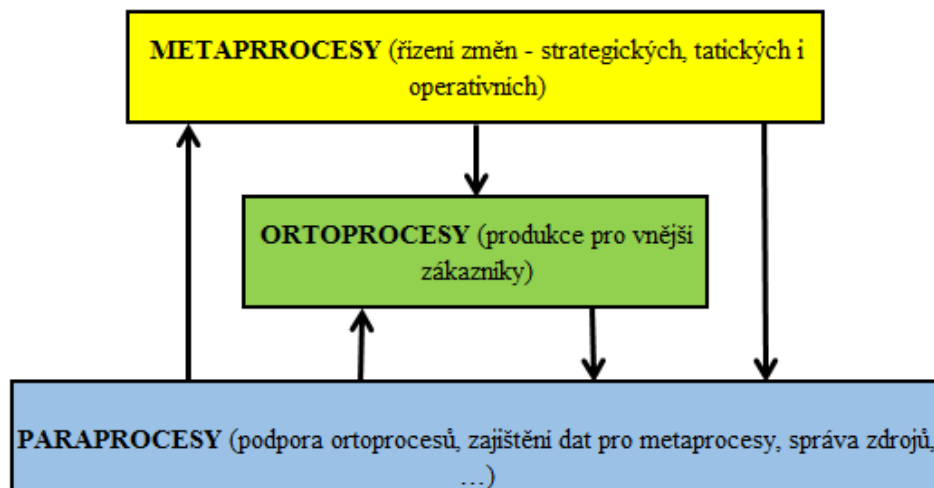 METAPRROCESY (řízení změn - strategických, tatických i
operativních)
ORTOPROCESY (produkce pro vnější
zákazníky)
PARAPROCESY (podpora ortoprocesů, zajištění dat pro metaprocesy, správa zdrojů,
…)